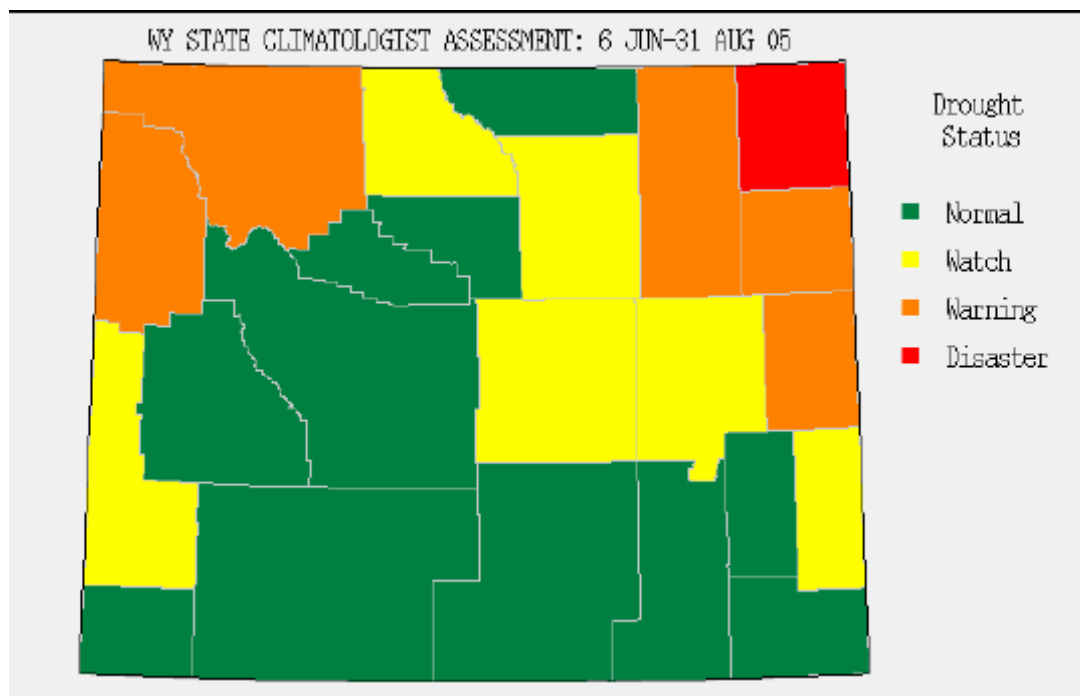 WY STATE CLIMATOLOGIST ASSESSMENT: 6 JUN-31 AUG 05
Drought
Status
Normal
Watch
Warning
Disaster